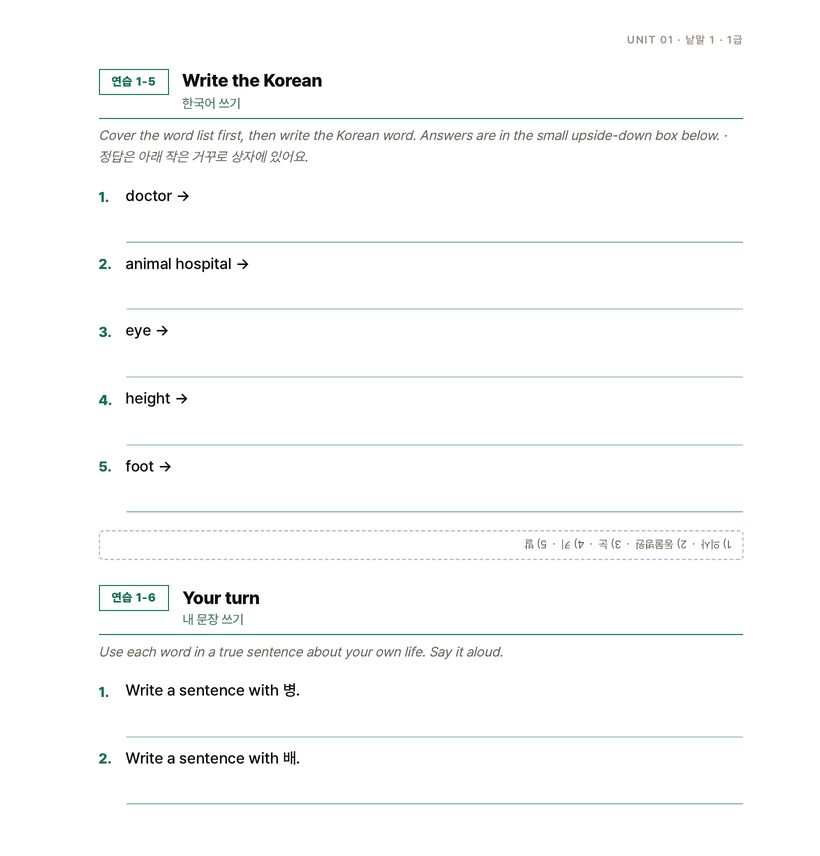 UNIT 01 · 낱말 1 · 1급
연습 1-5 Write the Korean
한국어 쓰기
Cover the word list first, then write the Korean word. Answers are in the small upside-down box below. ·
정답은 아래 작은 거꾸로 상자에 있어요.
1. doctor →
2. animal hospital →
3. eye →
4. height →
5. foot →
1) 의사 · 2) 동물병원 · 3) 눈 · 4) 키 · 5) 발
연습 1-6 Your turn
내 문장 쓰기
Use each word in a true sentence about your own life. Say it aloud.
1. Write a sentence with 병.
2. Write a sentence with 배.